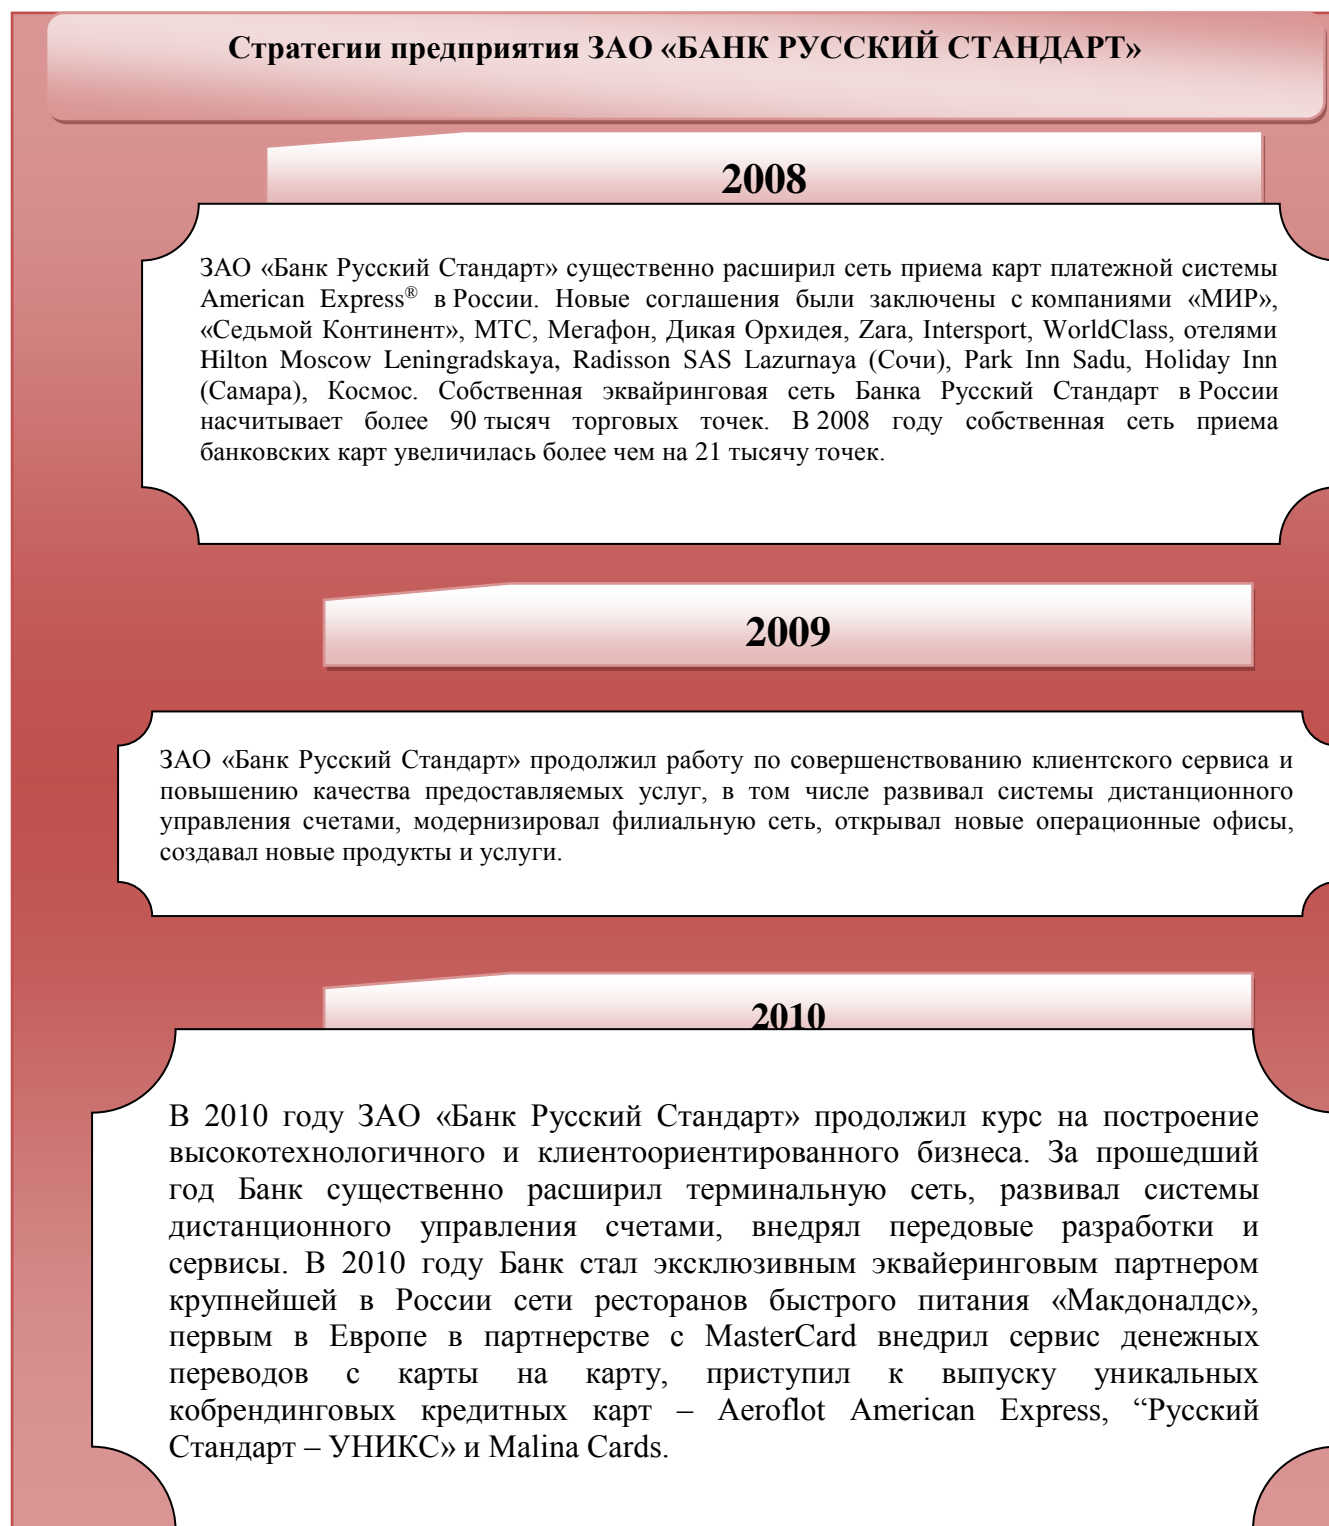 Стратегии предприятия ЗАО «БАНК РУССКИЙ СТАНДАРТ»
2008
ЗАО «Банк Русский Стандарт» существенно расширил сеть приема карт платежной системы
American Express® в России. Новые соглашения были заключены с компаниями «МИР»,
«Седьмой Континент», МТС, Мегафон, Дикая Орхидея, Zara, Intersport, WorldClass, отелями
Hilton Moscow Leningradskaya, Radisson SAS Lazurnaya (Сочи), Park Inn Sadu, Holiday Inn
(Самара), Космос. Собственная эквайринговая сеть Банка Русский Стандарт в России
насчитывает более 90 тысяч торговых точек. В 2008 году собственная сеть приема
банковских карт увеличилась более чем на 21 тысячу точек.
2009
ЗАО «Банк Русский Стандарт» продолжил работу по совершенствованию клиентского сервиса и
повышению качества предоставляемых услуг, в том числе развивал системы дистанционного
управления счетами, модернизировал филиальную сеть, открывал новые операционные офисы,
создавал новые продукты и услуги.
2010
В 2010 году ЗАО «Банк Русский Стандарт» продолжил курс на построение
высокотехнологичного и клиентоориентированного бизнеса. За прошедший
год Банк существенно расширил терминальную сеть, развивал системы
дистанционного управления счетами, внедрял передовые разработки и
сервисы. В 2010 году Банк стал эксклюзивным эквайеринговым партнером
крупнейшей в России сети ресторанов быстрого питания «Макдоналдс»,
первым в Европе в партнерстве с MasterCard внедрил сервис денежных
переводов с карты на карту, приступил к выпуску уникальных
кобрендинговых кредитных карт – Aeroflot American Express, “Русский
Стандарт – УНИКС» и Malina Cards.